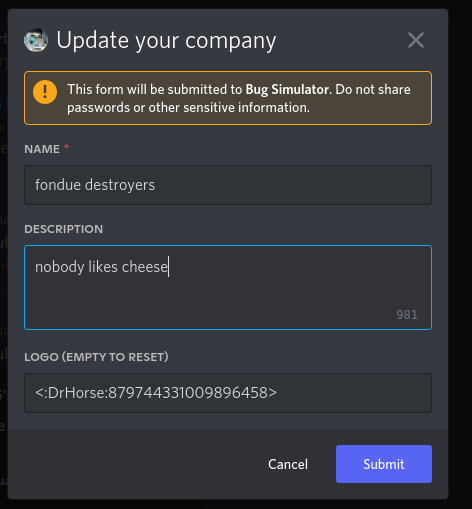 Update your company
This form will be submitted to Bug Simulator. Do not share
passwords or other sensitive information.
NAME *
fondue destroyers
DESCRIPTION
nobody likes cheese
981
LOGO (EMPTY TO RESET)
<:DrHorse:879744331009896458>
Cancel
Submit